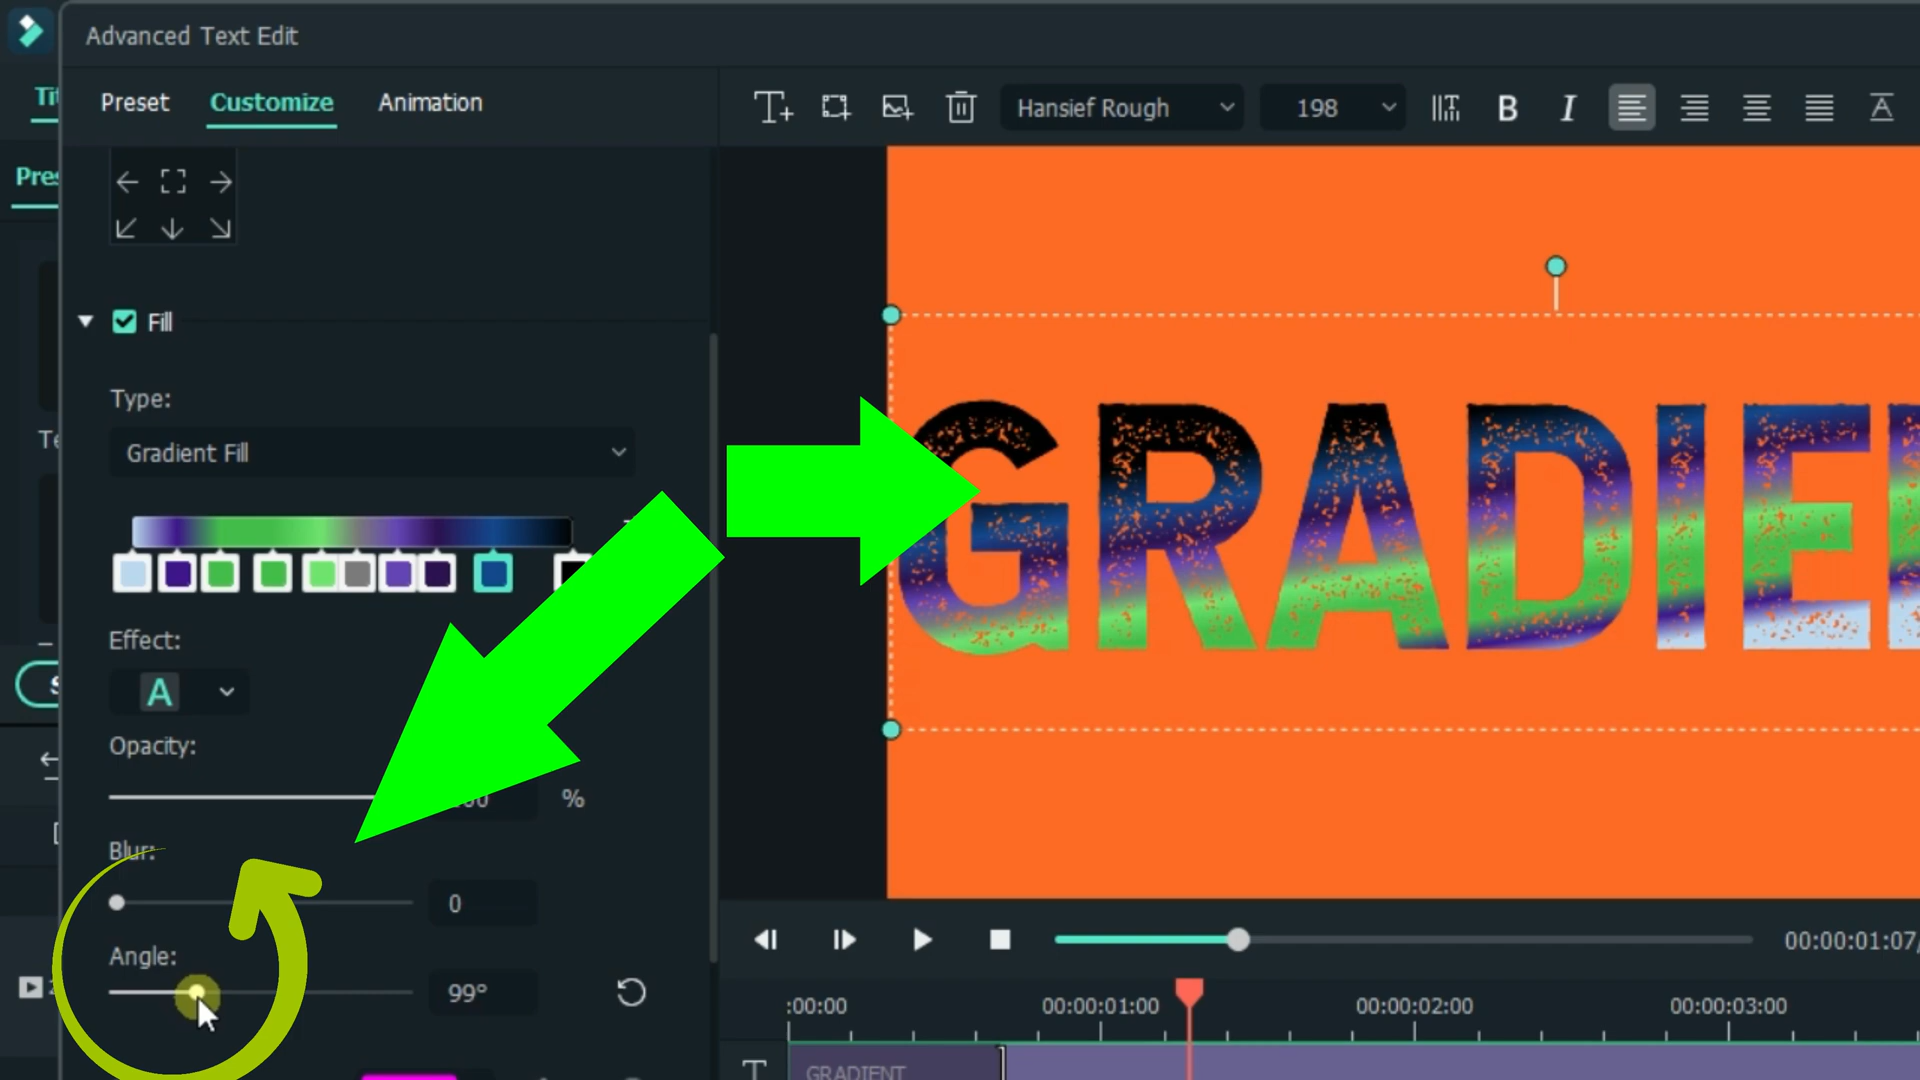 Advanced Text Edit
Preset
Customize
Animation
Hansief Rough
198
B
I
Fill
Type:
Gradient Fill
Effect:
A
Opacity:
%
Blur:
0
Angle:
99°
00:00:01:07/
:00:00
00:00:01:00
00:00:02:00
00:00:03:00
T
GRADIENT